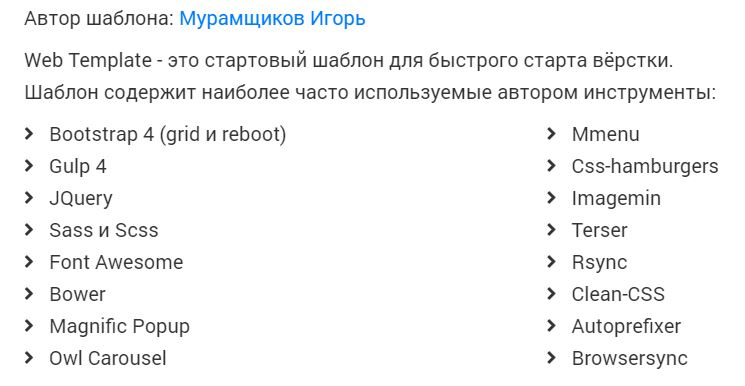 Автор шаблона: Мурамщиков Игорь
Web Template - это стартовый шаблон для быстрого старта вёрстки.
Шаблон содержит наиболее часто используемые автором инструменты:
Bootstrap 4 (grid и reboot)
Gulp 4
JQuery
Sass и Scss
Font Awesome
Bower
Magnific Popup
Owl Carousel
Mmenu
Css-hamburgers
Imagemin
Terser
Rsync
Clean-CSS
Autoprefixer
Browsersync